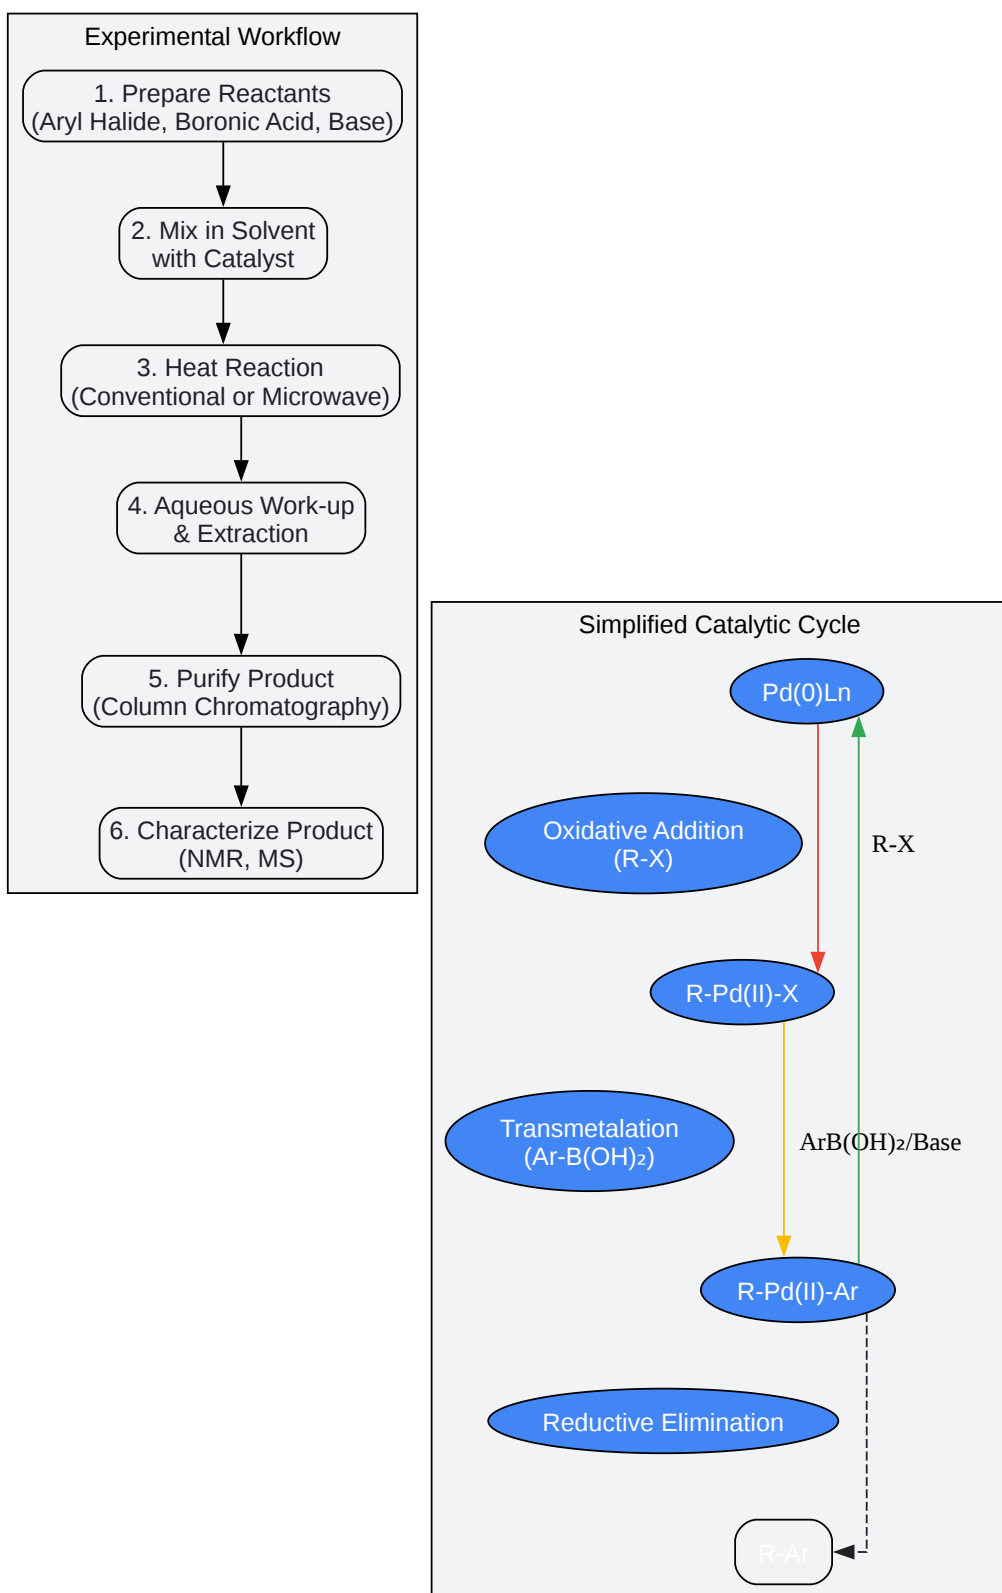 Experimental Workflow
1. Prepare Reactants
(Aryl Halide, Boronic Acid, Base)
2. Mix in Solvent
with Catalyst
3. Heat Reaction
(Conventional or Microwave)
4. Aqueous Work-up
& Extraction
5. Purify Product
(Column Chromatography)
6. Characterize Product
(NMR, MS)
Simplified Catalytic Cycle
Pd(0)Ln
Oxidative Addition
(R-X)
R-X
R-Pd(II)-X
Transmetalation
(Ar-B(OH)₂)
ArB(OH)₂/Base
R-Pd(II)-Ar
Reductive Elimination
R-Ar